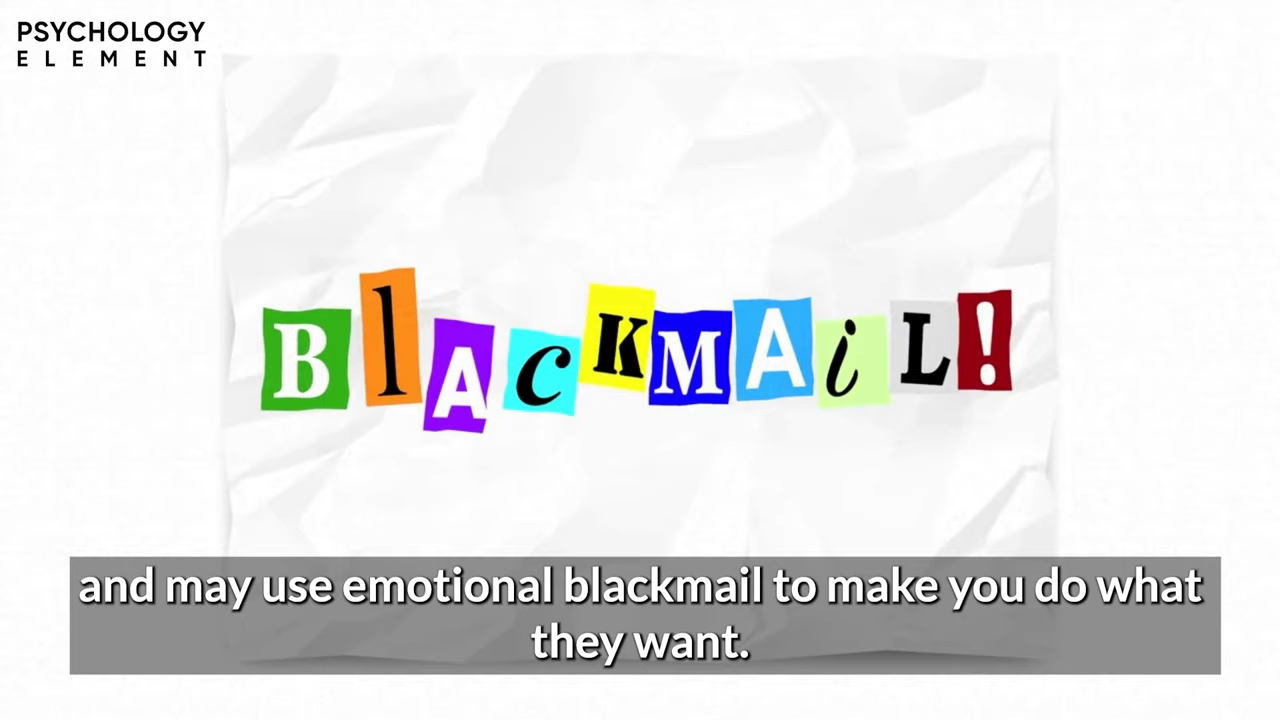 PSYCHOLOGY
ELEMENT
BlAcKMAiL!
and may use emotional blackmail to make you do what
they want.